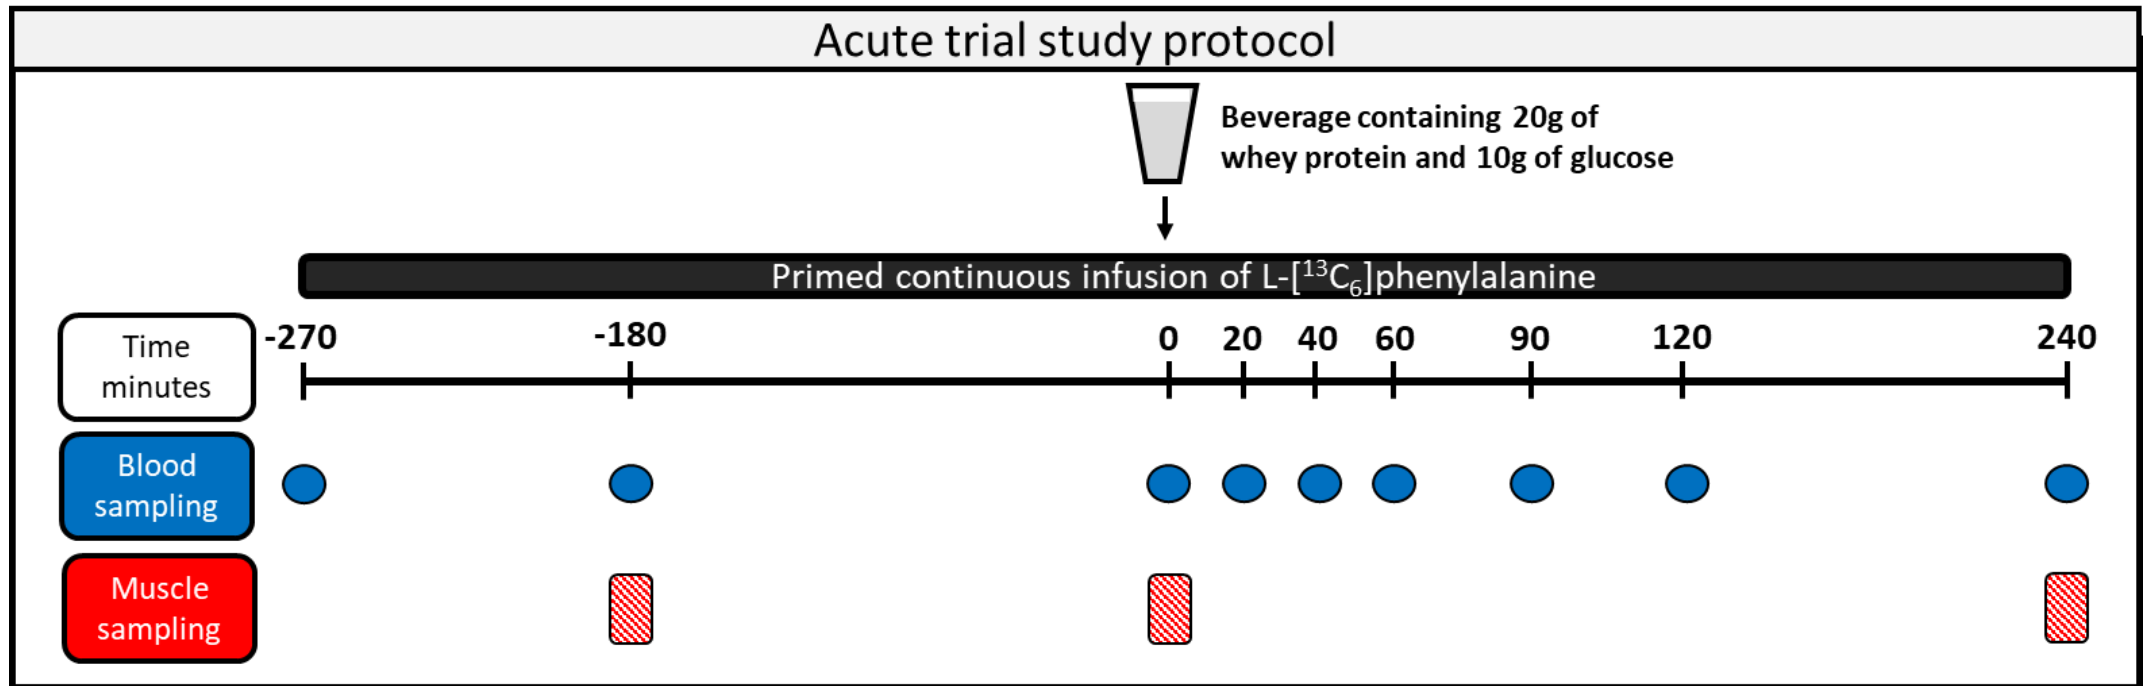 Acute trial study protocol
Beverage containing 20g of
whey protein and 10g of glucose
Primed continuous infusion of L-[¹³C₆]phenylalanine
Time
minutes
-270 -180 0 20 40 60 90 120 240
Blood
sampling
Muscle
sampling